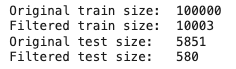 Original train size: 100000
Filtered train size: 10003
Original test size: 5851
Filtered test size: 580